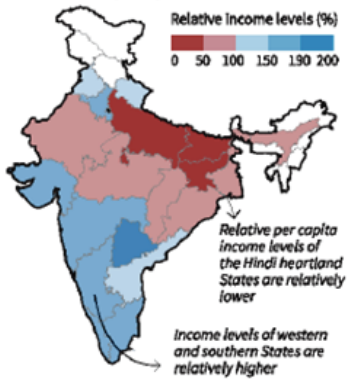 Relative income levels (%)
0 50 100 150 190 200
Relative per capita
income levels of
the Hindi heartland
States are relatively
lower
Income levels of western
and southern States are
relatively higher